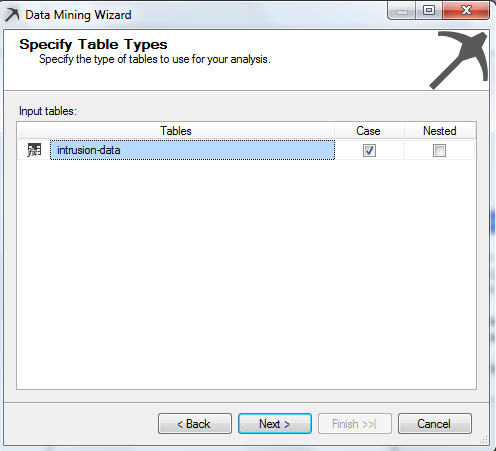 Data Mining Wizard
Specify Table Types
Specify the type of tables to use for your analysis.
Input tables:
Tables Case Nested
intrusion-data
< Back Next > Finish >>| Cancel